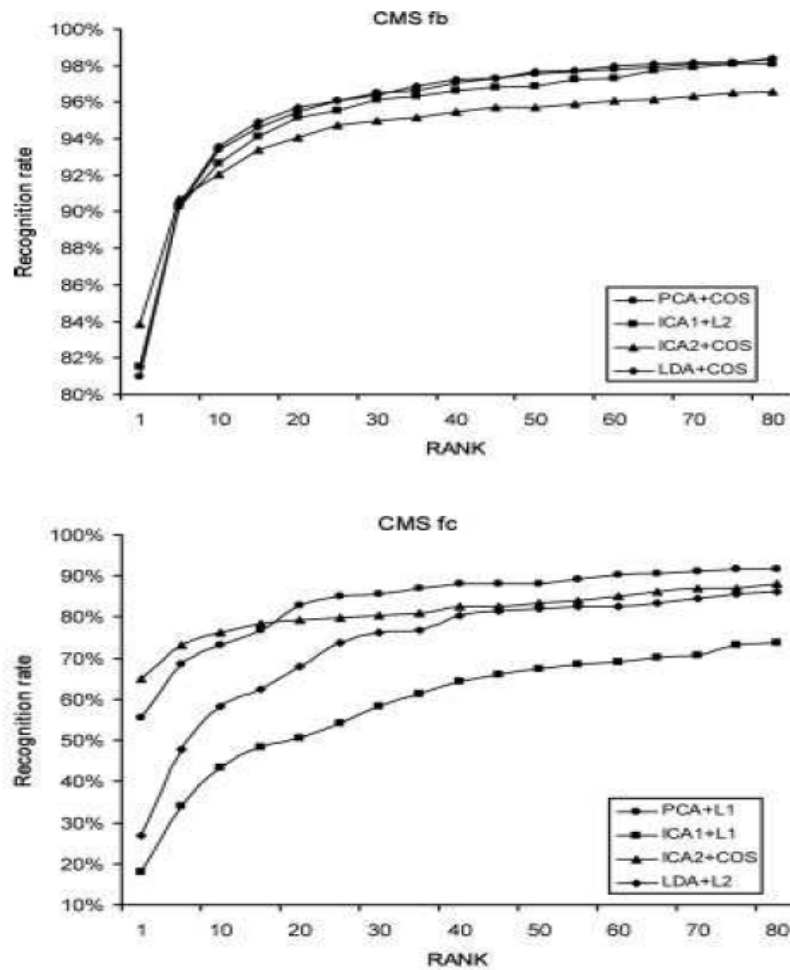 CMS fb
100%
98%
96%
94%
92%
90%
88%
86%
84%
82%
80%
Recognition rate
PCA+COS
ICA1+L2
ICA2+COS
LDA+COS
1 10 20 30 40 50 60 70 80
RANK
CMS fc
100%
90%
80%
70%
60%
50%
40%
30%
20%
10%
Recognition rate
PCA+L1
ICA1+L1
ICA2+COS
LDA+L2
1 10 20 30 40 50 60 70 80
RANK